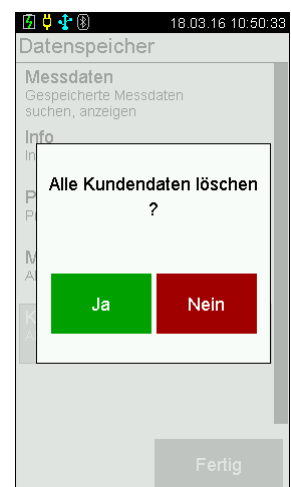 18.03.16 10:50:33
Datenspeicher
Messdaten
Gespeicherte Messdaten
suchen, anzeigen
Info
Alle Kundendaten löschen
?
Ja
Nein
Fertig